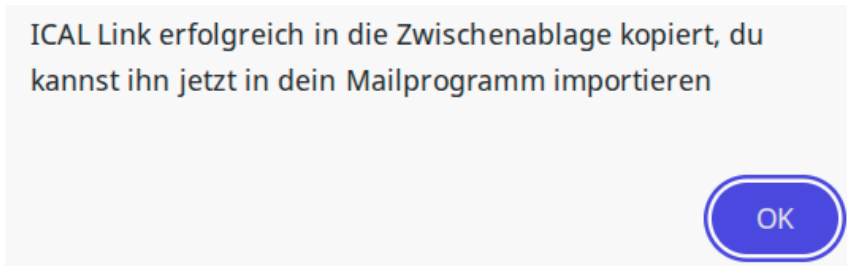 ICAL Link erfolgreich in die Zwischenablage kopiert, du
kannst ihn jetzt in dein Mailprogramm importieren
OK